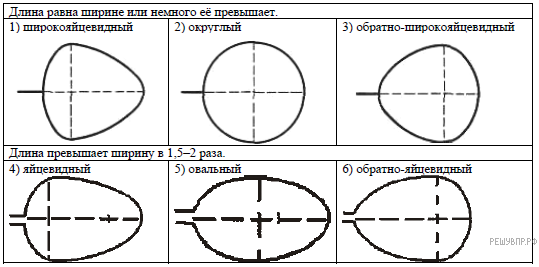 Длина равна ширине или немного её превышает.
1) широкояйцевидный 2) округлый 3) обратно-широкояйцевидный
Длина превышает ширину в 1,5–2 раза.
4) яйцевидный 5) овальный 6) обратно-яйцевидный
РЕШУВПР.РФ